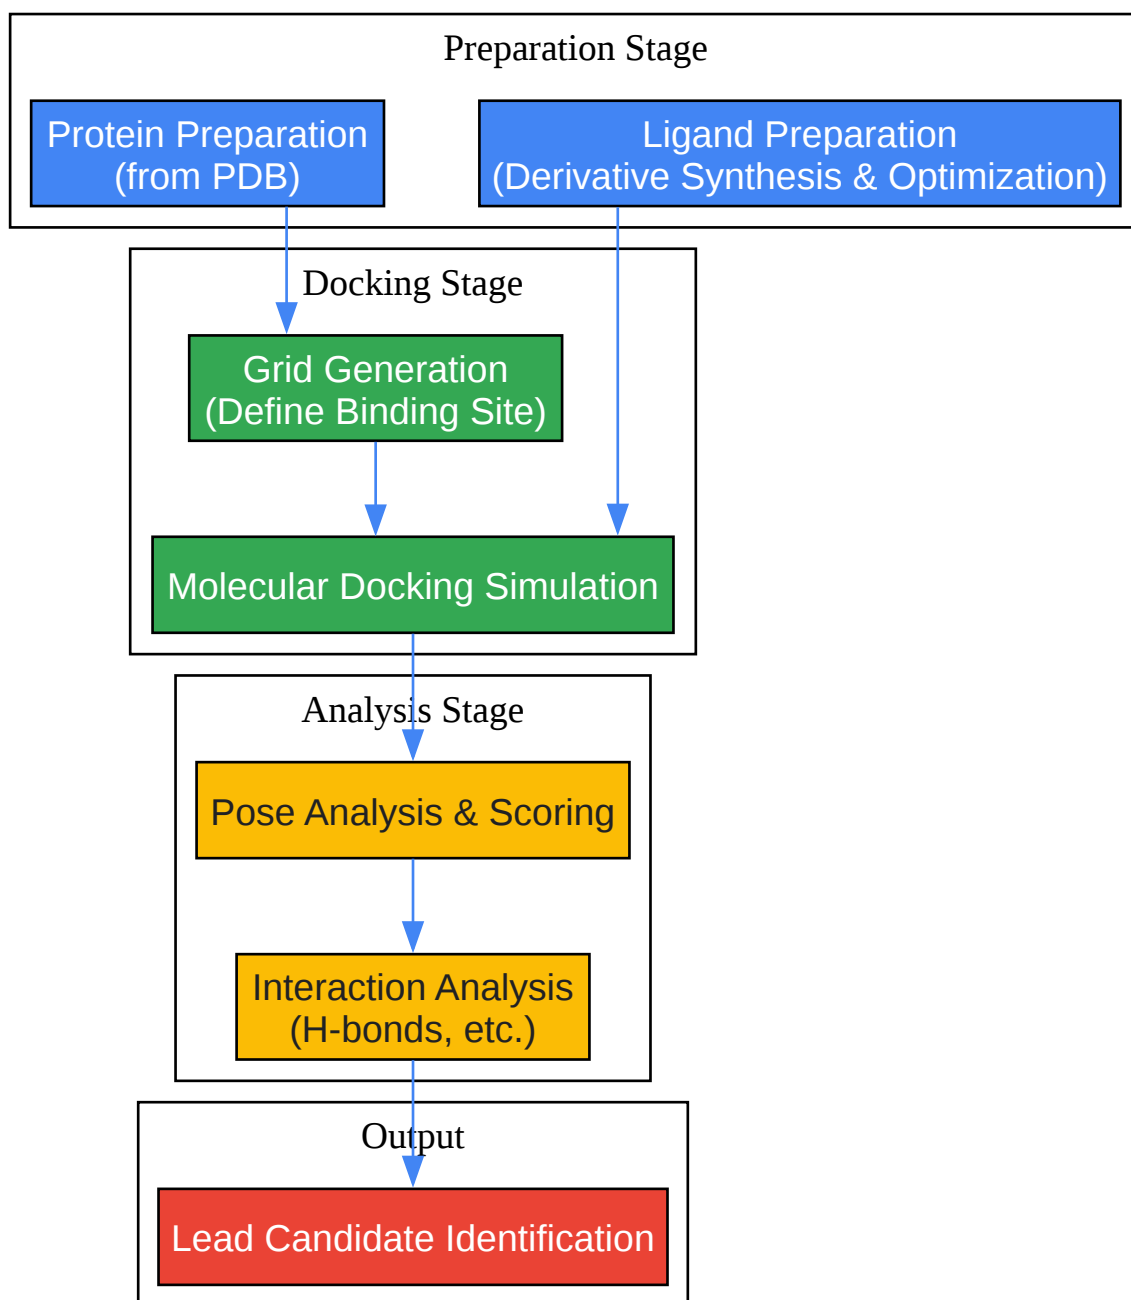 Preparation Stage
Protein Preparation
(from PDB)
Ligand Preparation
(Derivative Synthesis & Optimization)
Docking Stage
Grid Generation
(Define Binding Site)
Molecular Docking Simulation
Analysis Stage
Pose Analysis & Scoring
Interaction Analysis
(H-bonds, etc.)
Output
Lead Candidate Identification